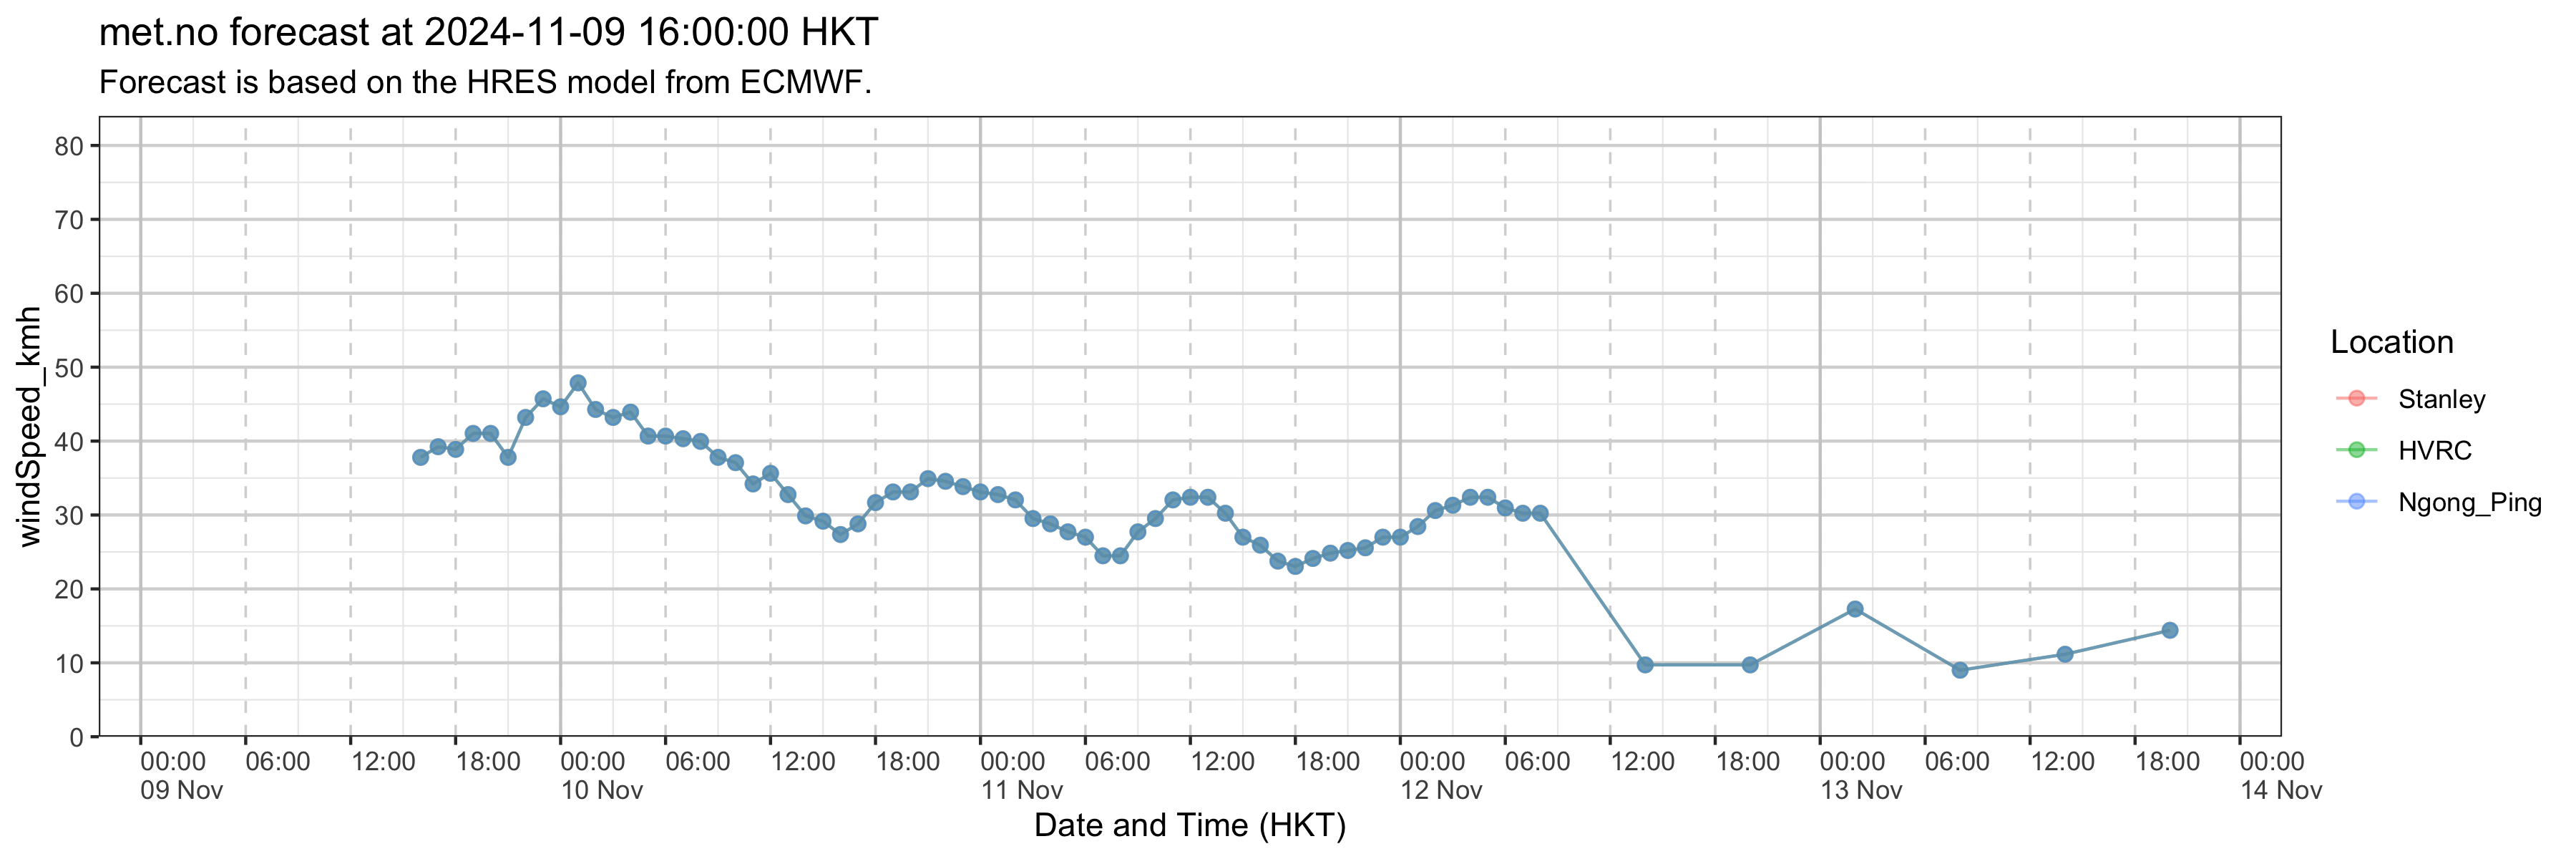 met.no forecast at 2024-11-09 16:00:00 HKT
Forecast is based on the HRES model from ECMWF.
windSpeed_kmh
80
70
60
50
40
30
20
10
0
00:00 06:00 12:00 18:00 00:00 06:00 12:00 18:00 00:00 06:00 12:00 18:00 00:00 06:00 12:00 18:00 00:00 06:00 12:00 18:00 00:00
09 Nov 10 Nov 11 Nov 12 Nov 13 Nov 14 Nov
Date and Time (HKT)
Location
Stanley
HVRC
Ngong_Ping